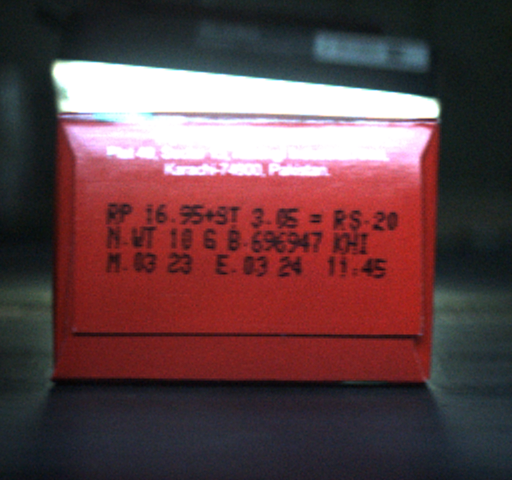 Karachi-74900, Pakistan.
RP 16.95+ST 3.05 = RS.20
N.WT 10 G B.696947 KHI
M.03 23 E.03 24 11:45